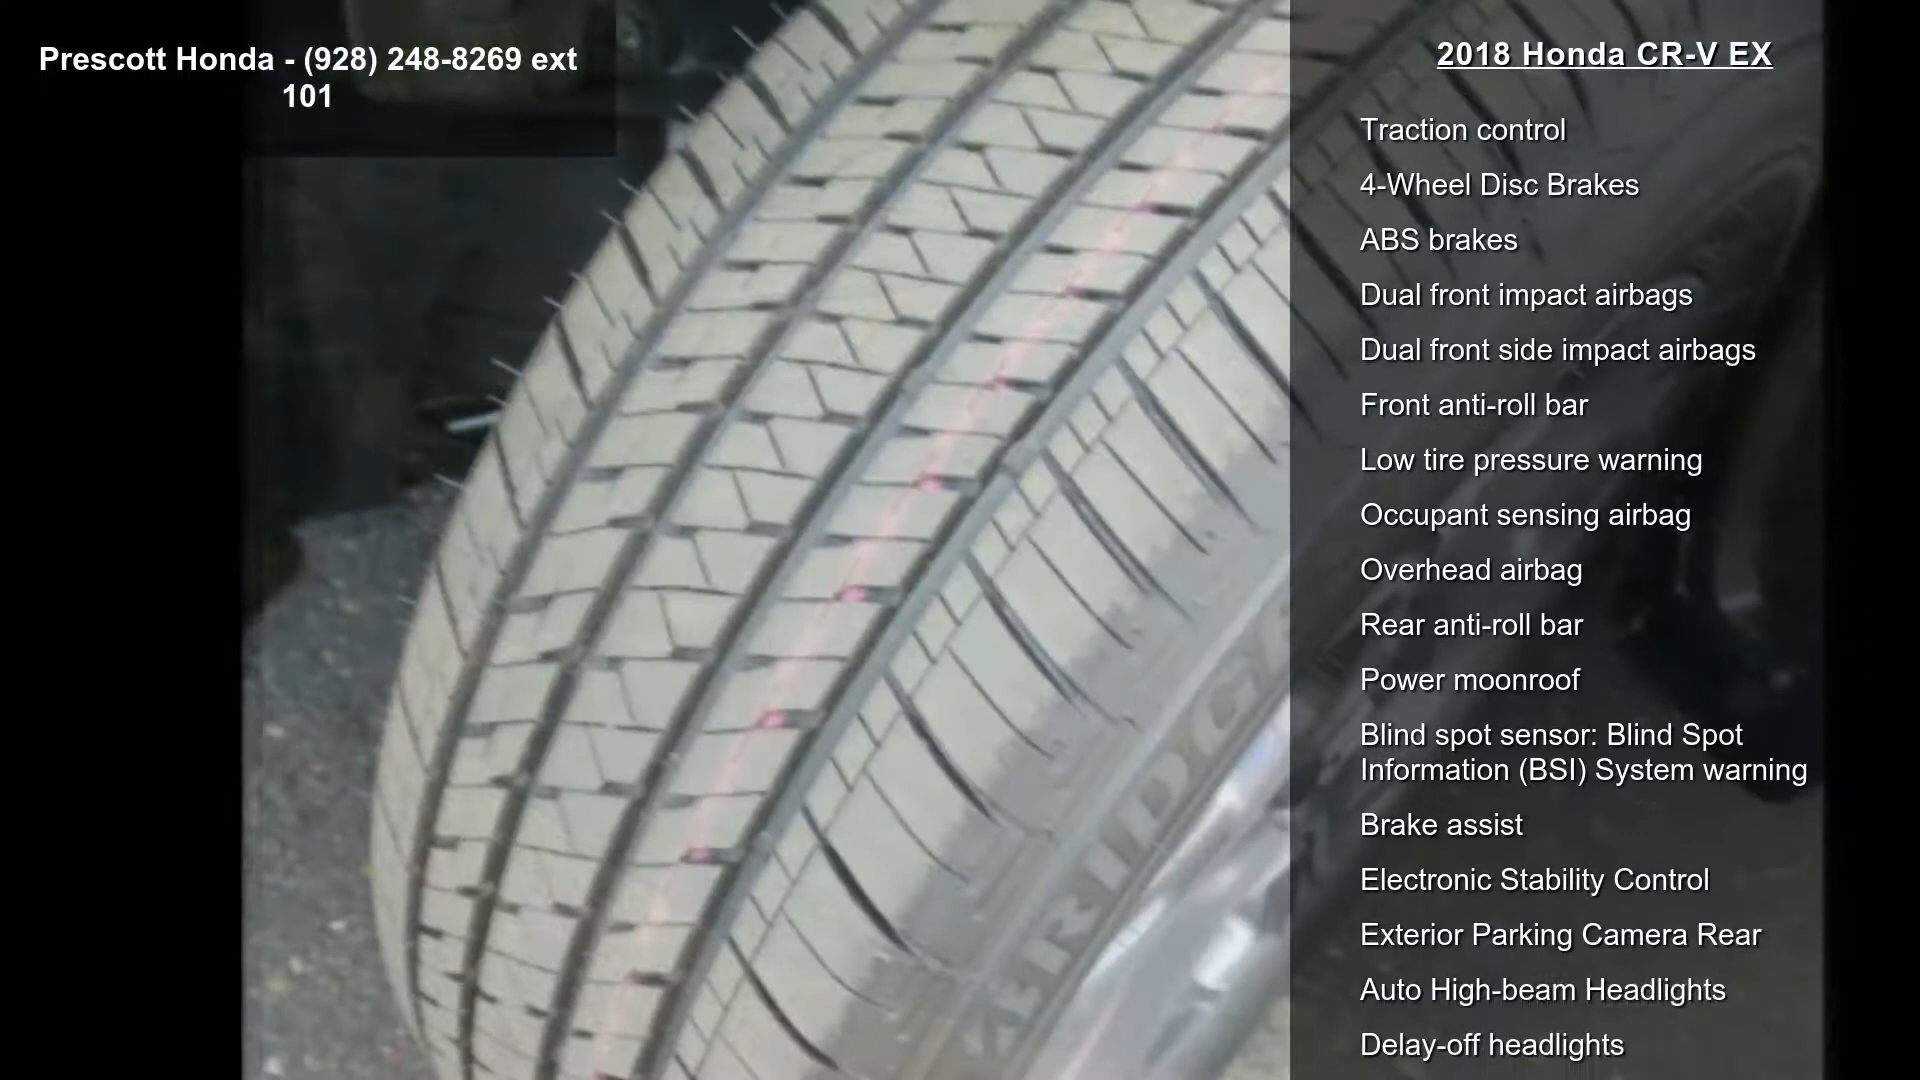 Prescott Honda - (928) 248-8269 ext
101
2018 Honda CR-V EX
Traction control
4-Wheel Disc Brakes
ABS brakes
Dual front impact airbags
Dual front side impact airbags
Front anti-roll bar
Low tire pressure warning
Occupant sensing airbag
Overhead airbag
Rear anti-roll bar
Power moonroof
Blind spot sensor: Blind Spot
Information (BSI) System warning
Brake assist
Electronic Stability Control
Exterior Parking Camera Rear
Auto High-beam Headlights
Delay-off headlights